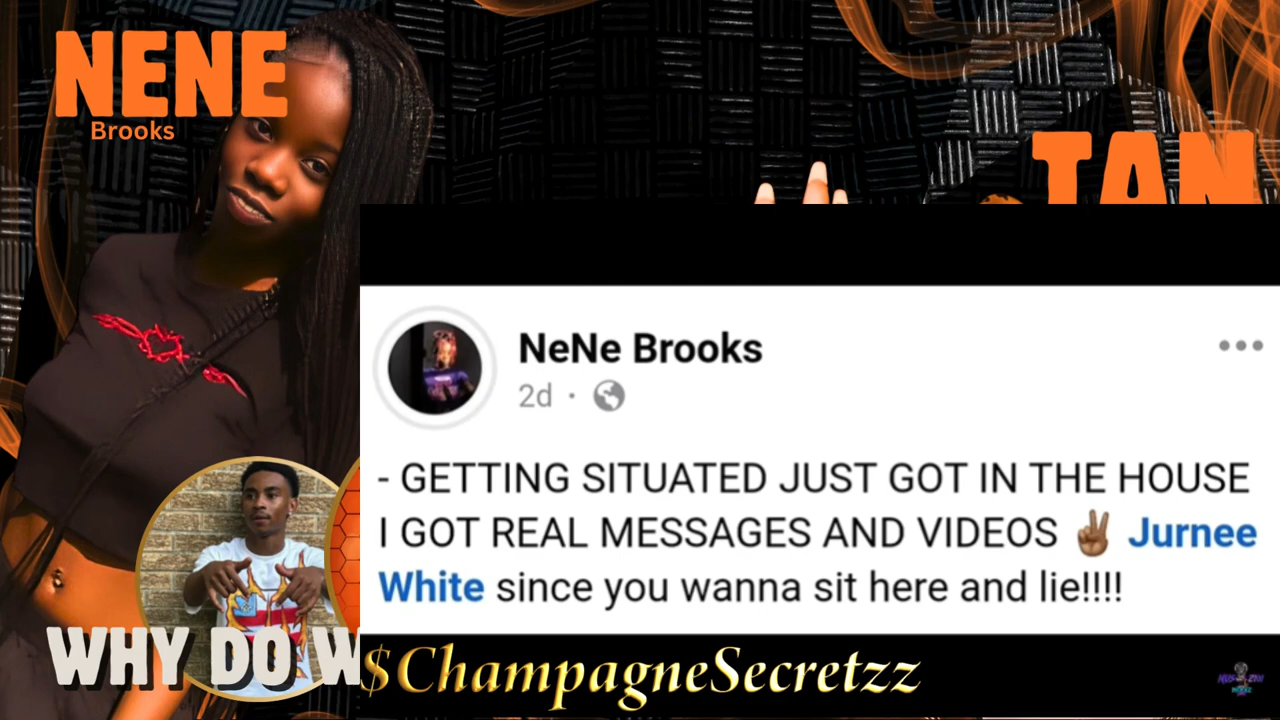 NENE
Brooks
TAN
NeNe Brooks
2d ·
- GETTING SITUATED JUST GOT IN THE HOUSE
I GOT REAL MESSAGES AND VIDEOS ✌🏽 Jurnee
White since you wanna sit here and lie!!!!
WHY DO W
$ChampagneSecretzz